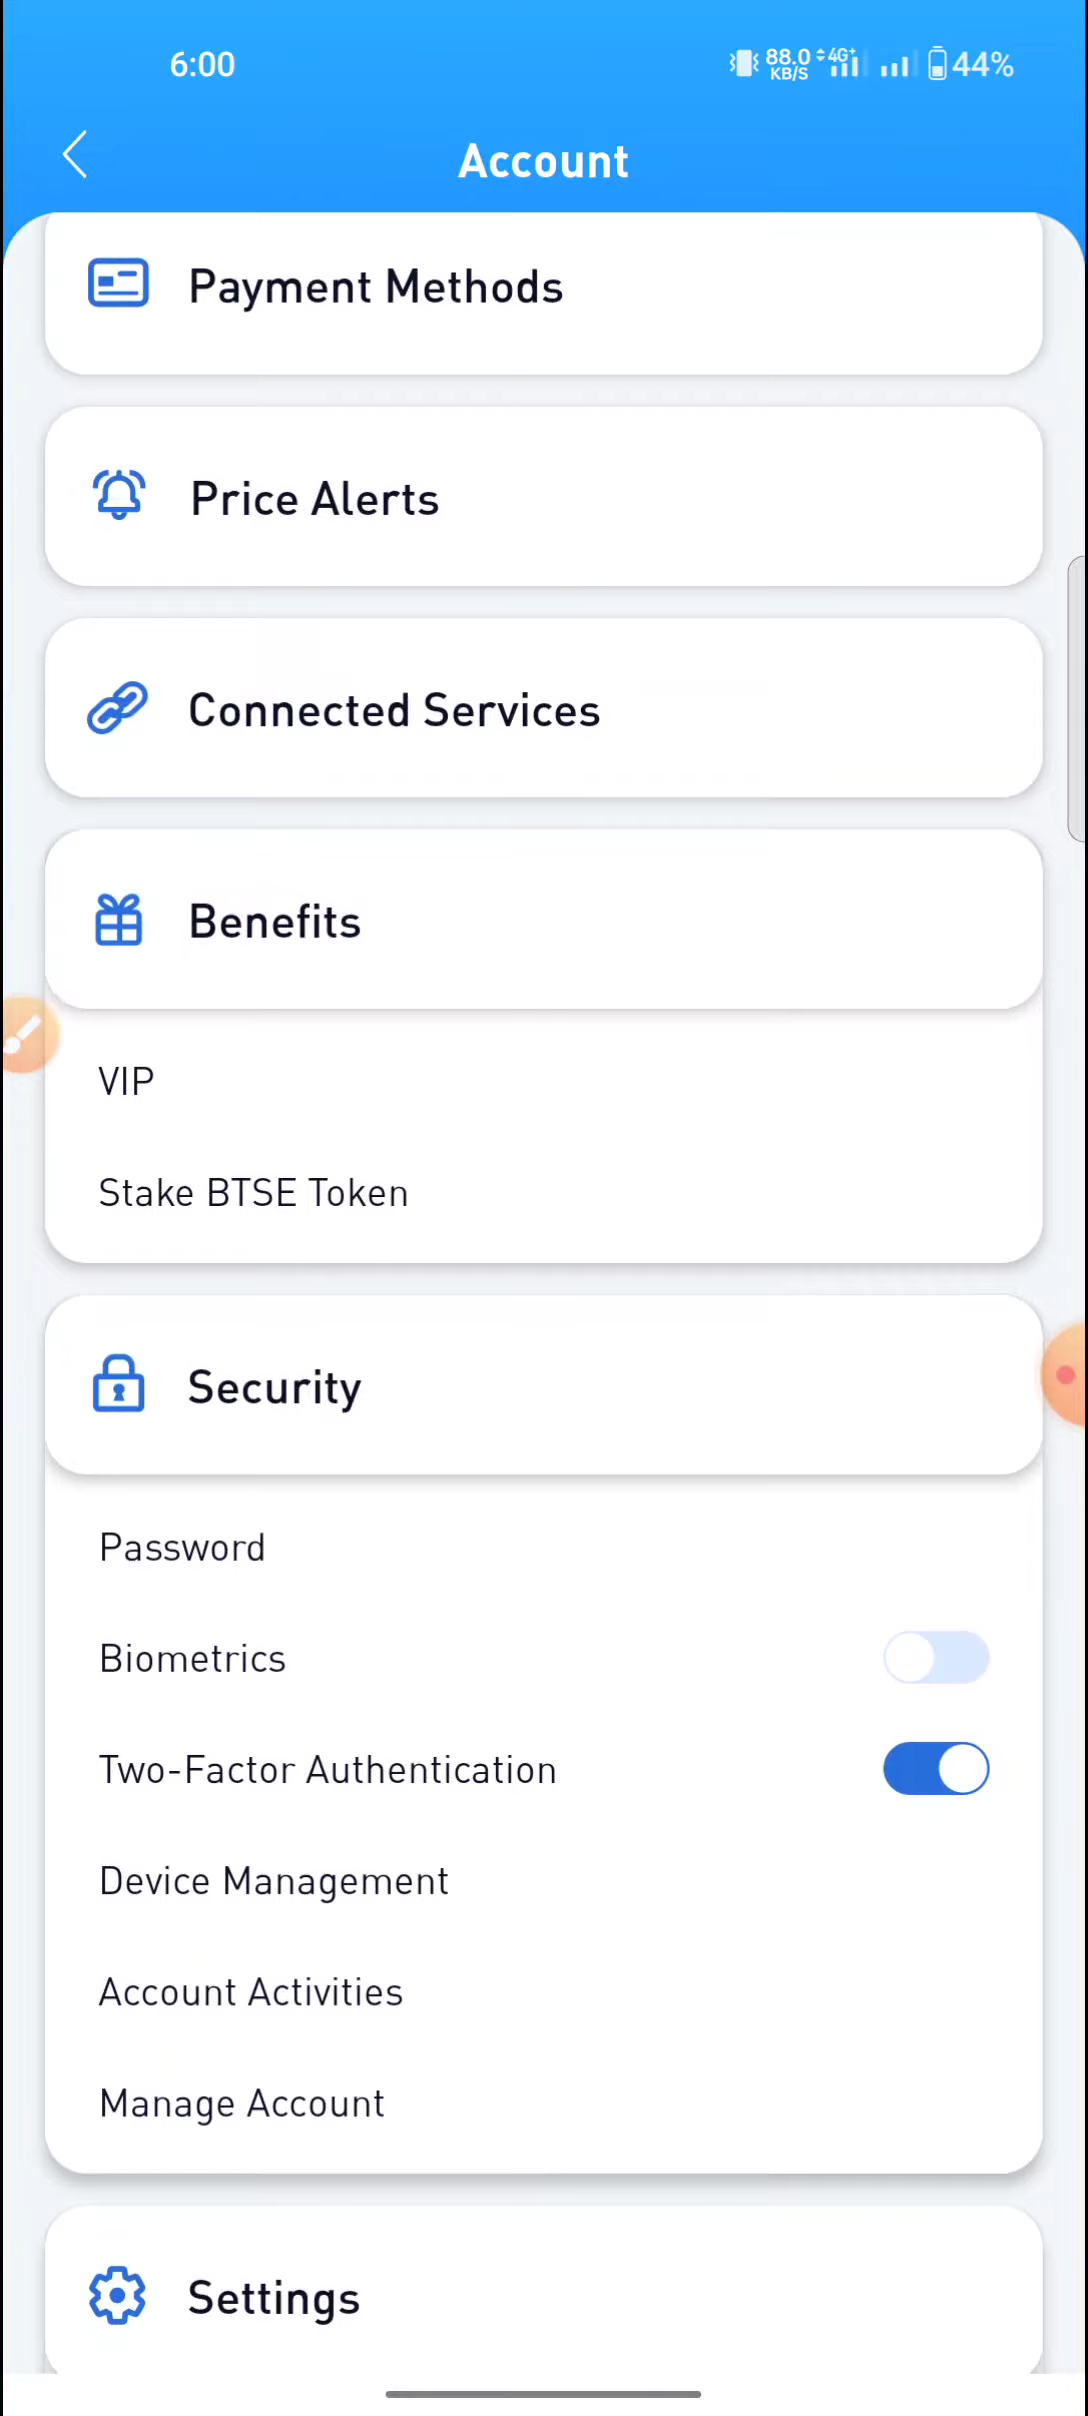 6:00
88.0
KB/S
4G+
44%
Account
Payment Methods
Price Alerts
Connected Services
Benefits
VIP
Stake BTSE Token
Security
Password
Biometrics
Two-Factor Authentication
Device Management
Account Activities
Manage Account
Settings